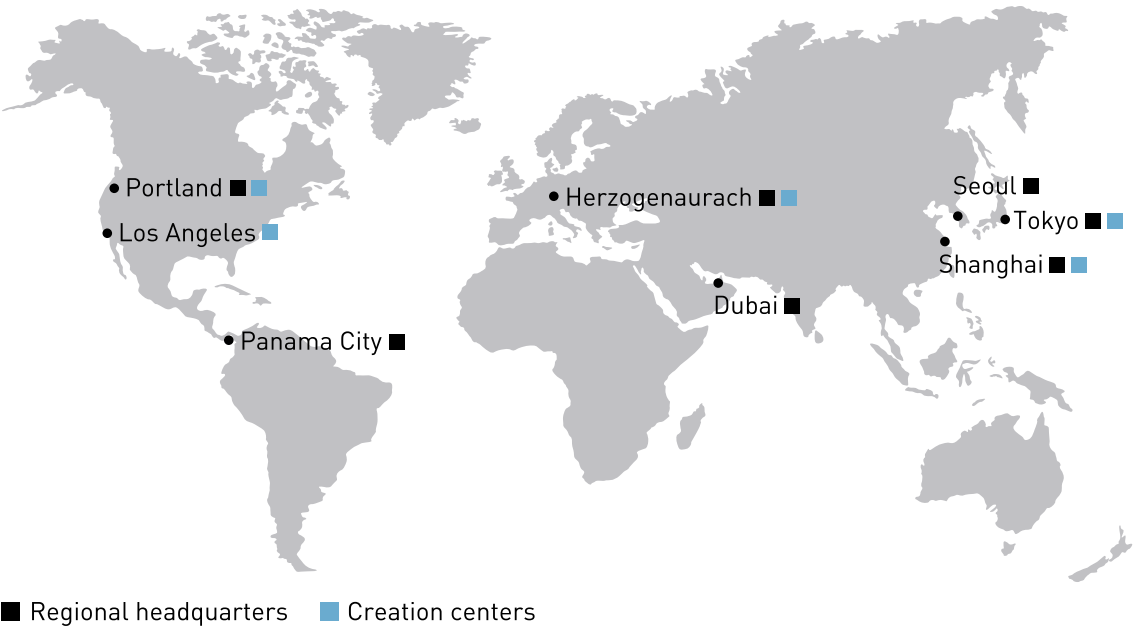 Portland
Los Angeles
Panama City
Herzogenaurach
Dubai
Seoul
Tokyo
Shanghai
Regional headquarters
Creation centers